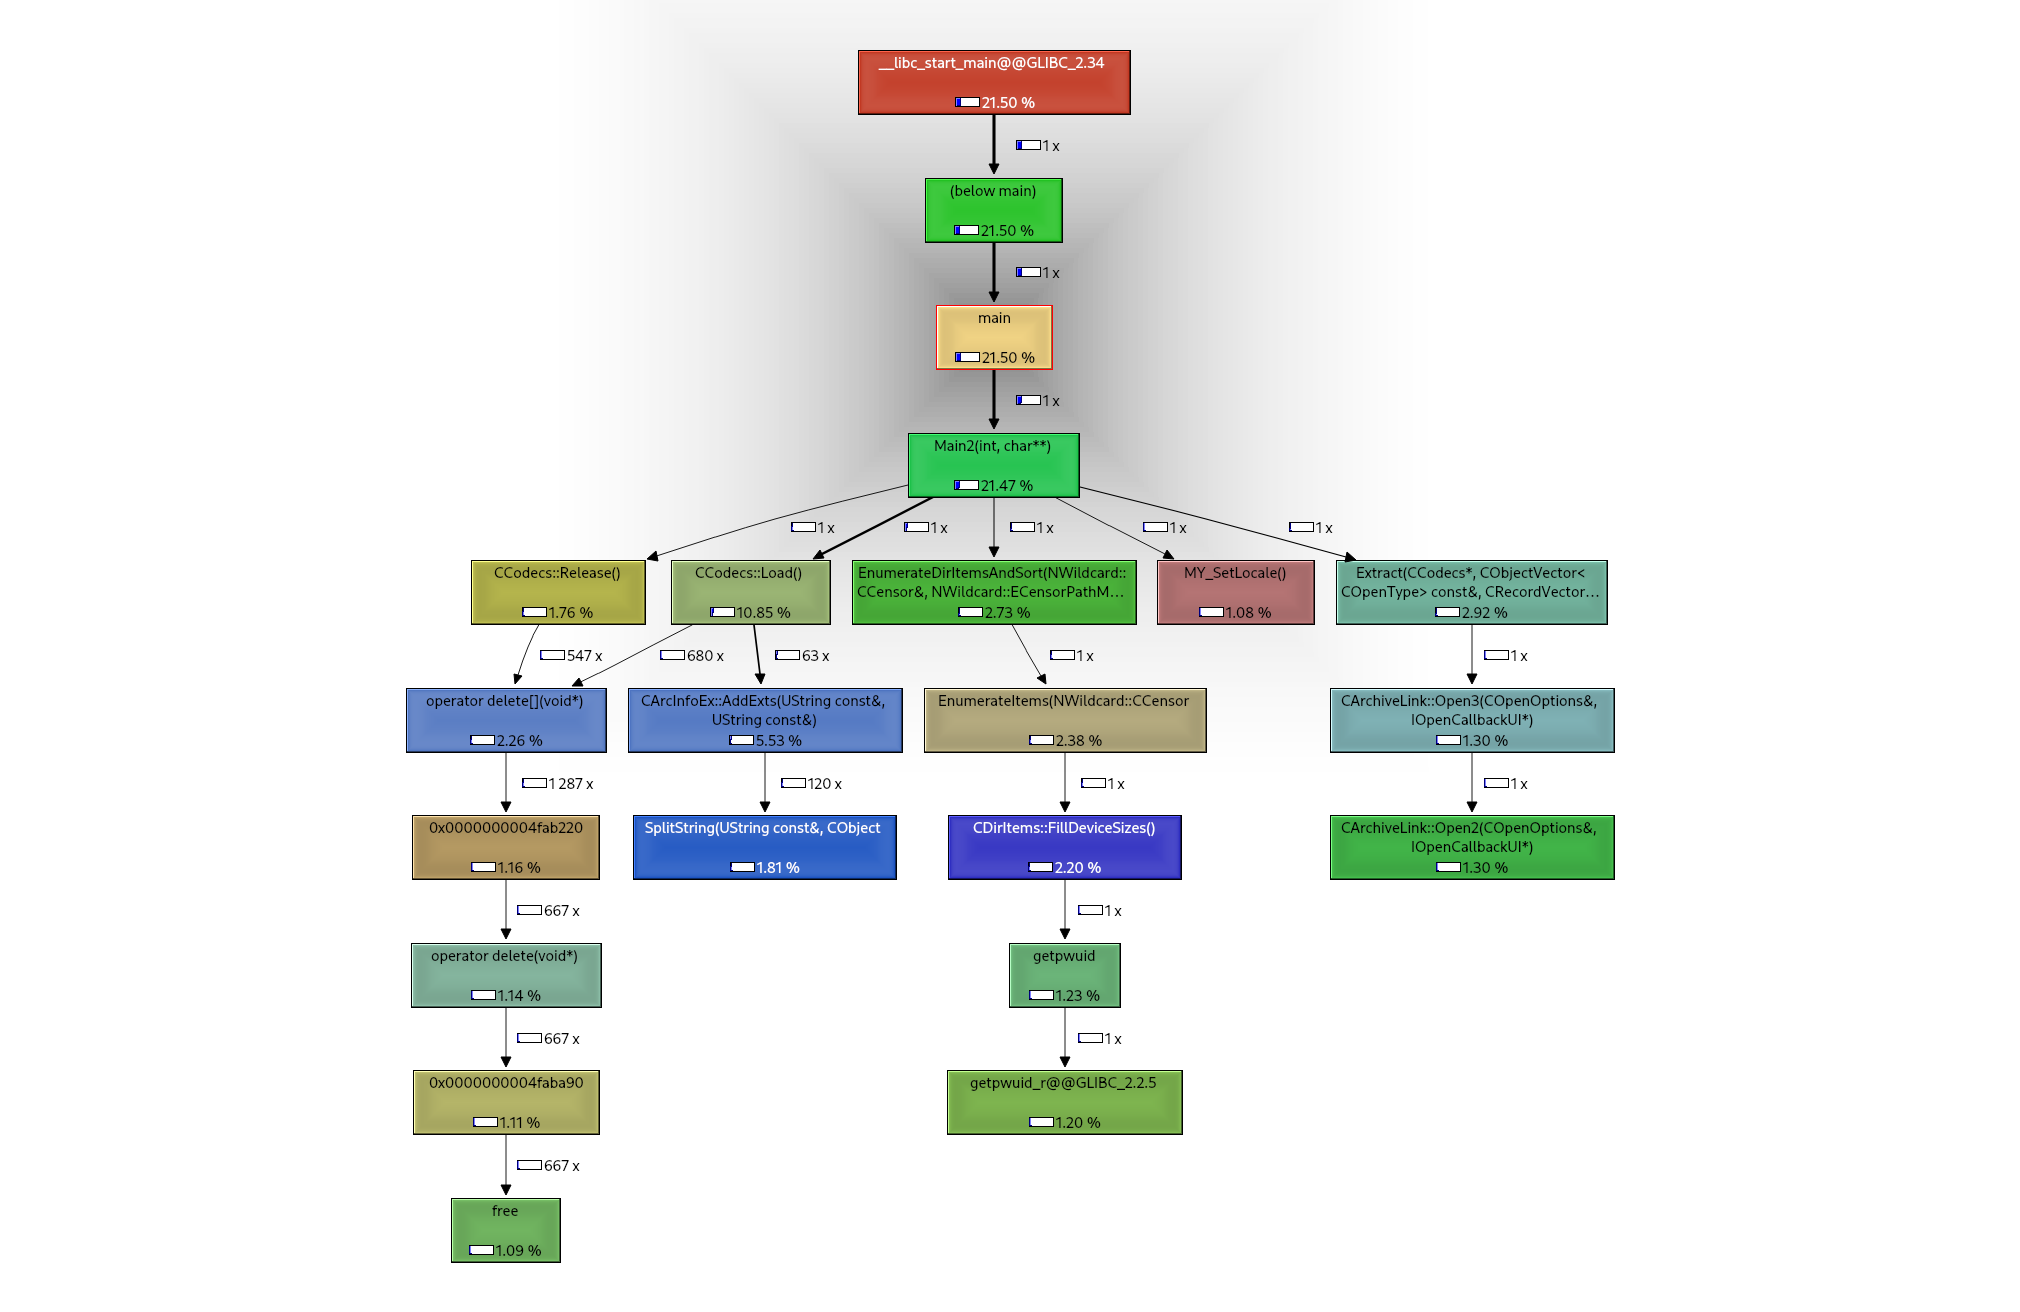 __libc_start_main@@GLIBC_2.34
21.50 %
1 x
(below main)
21.50 %
1 x
main
21.50 %
1 x
Main2(int, char**)
21.47 %
1 x
1 x
1 x
1 x
1 x
CCodecs::Release()
1.76 %
CCodecs::Load()
10.85 %
EnumerateDirItemsAndSort(NWildcard::
CCensor&, NWildcard::ECensorPathM...
2.73 %
MY_SetLocale()
1.08 %
Extract(CCodecs*, CObjectVector<
COpenType> const&, CRecordVector...
2.92 %
547 x
680 x
63 x
1 x
1 x
operator delete[](void*)
2.26 %
CArcInfoEx::AddExts(UString const&,
UString const&)
5.53 %
EnumerateItems(NWildcard::CCensor
2.38 %
CArchiveLink::Open3(COpenOptions&,
IOpenCallbackUI*)
1.30 %
1 287 x
120 x
1 x
1 x
0x0000000004fab220
1.16 %
SplitString(UString const&, CObject
1.81 %
CDirItems::FillDeviceSizes()
2.20 %
CArchiveLink::Open2(COpenOptions&,
IOpenCallbackUI*)
1.30 %
667 x
1 x
operator delete(void*)
1.14 %
getpwuid
1.23 %
667 x
1 x
0x0000000004faba90
1.11 %
getpwuid_r@@GLIBC_2.2.5
1.20 %
667 x
free
1.09 %